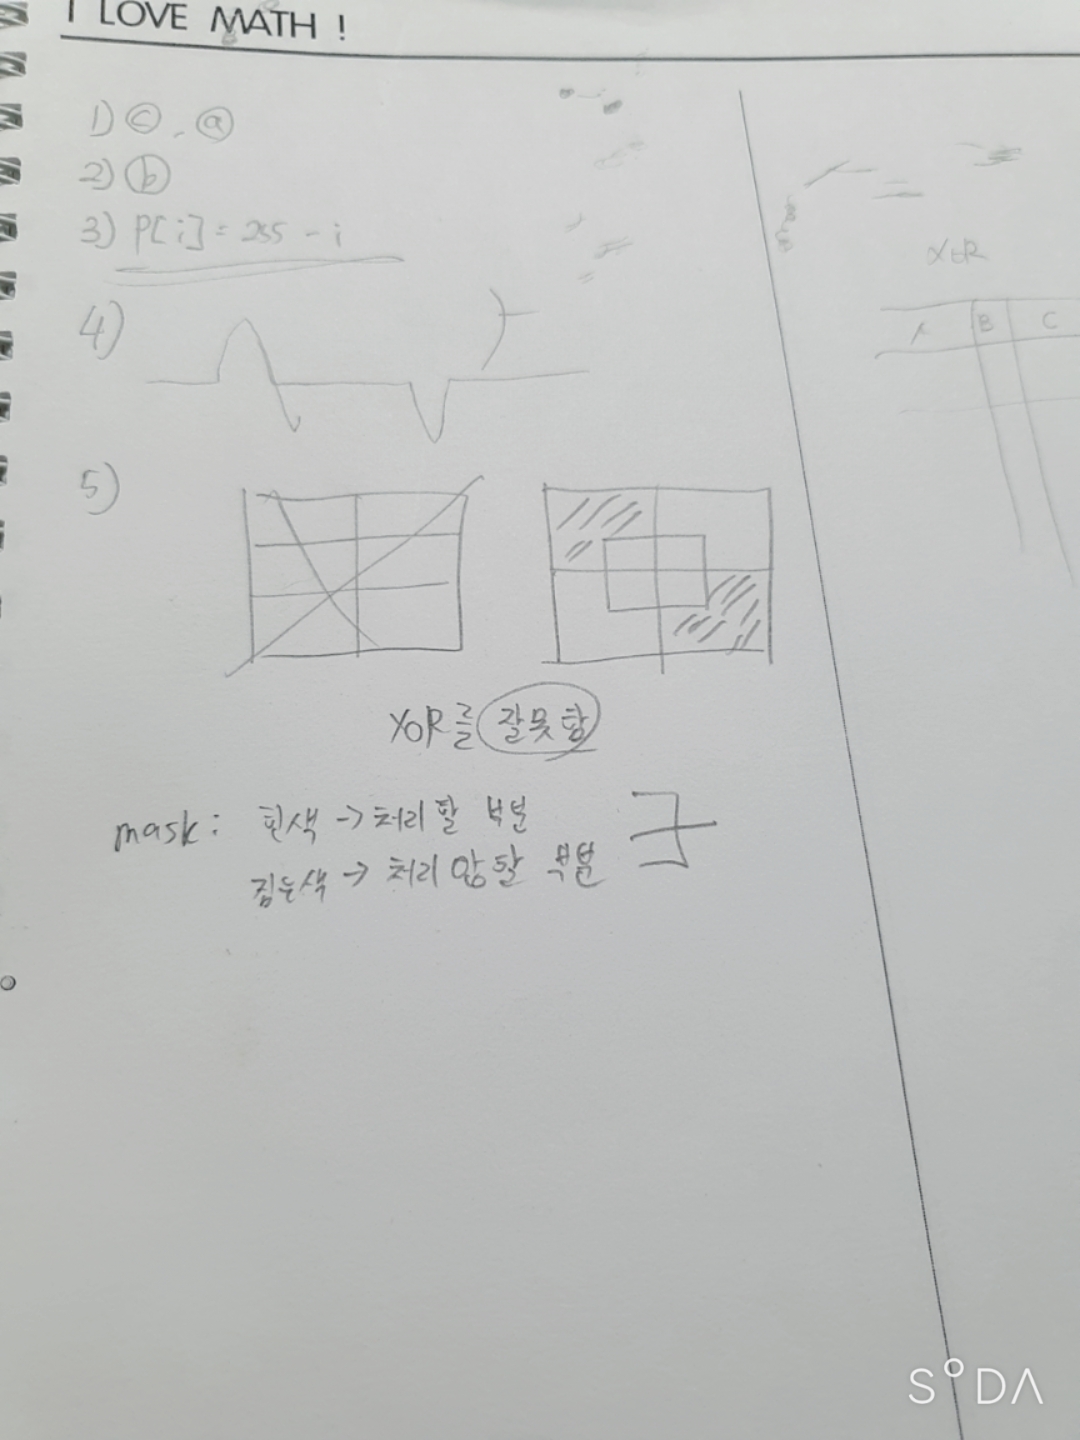 I LOVE MATH !
1) ⓒ, ⓐ
2) ⓑ
3) P[i] = 255 - i
4)
5)
XOR를 잘못함
mask: 흰색 → 처리할 부분
검은색 → 처리 안할 부분
XOR
A B C
SODA